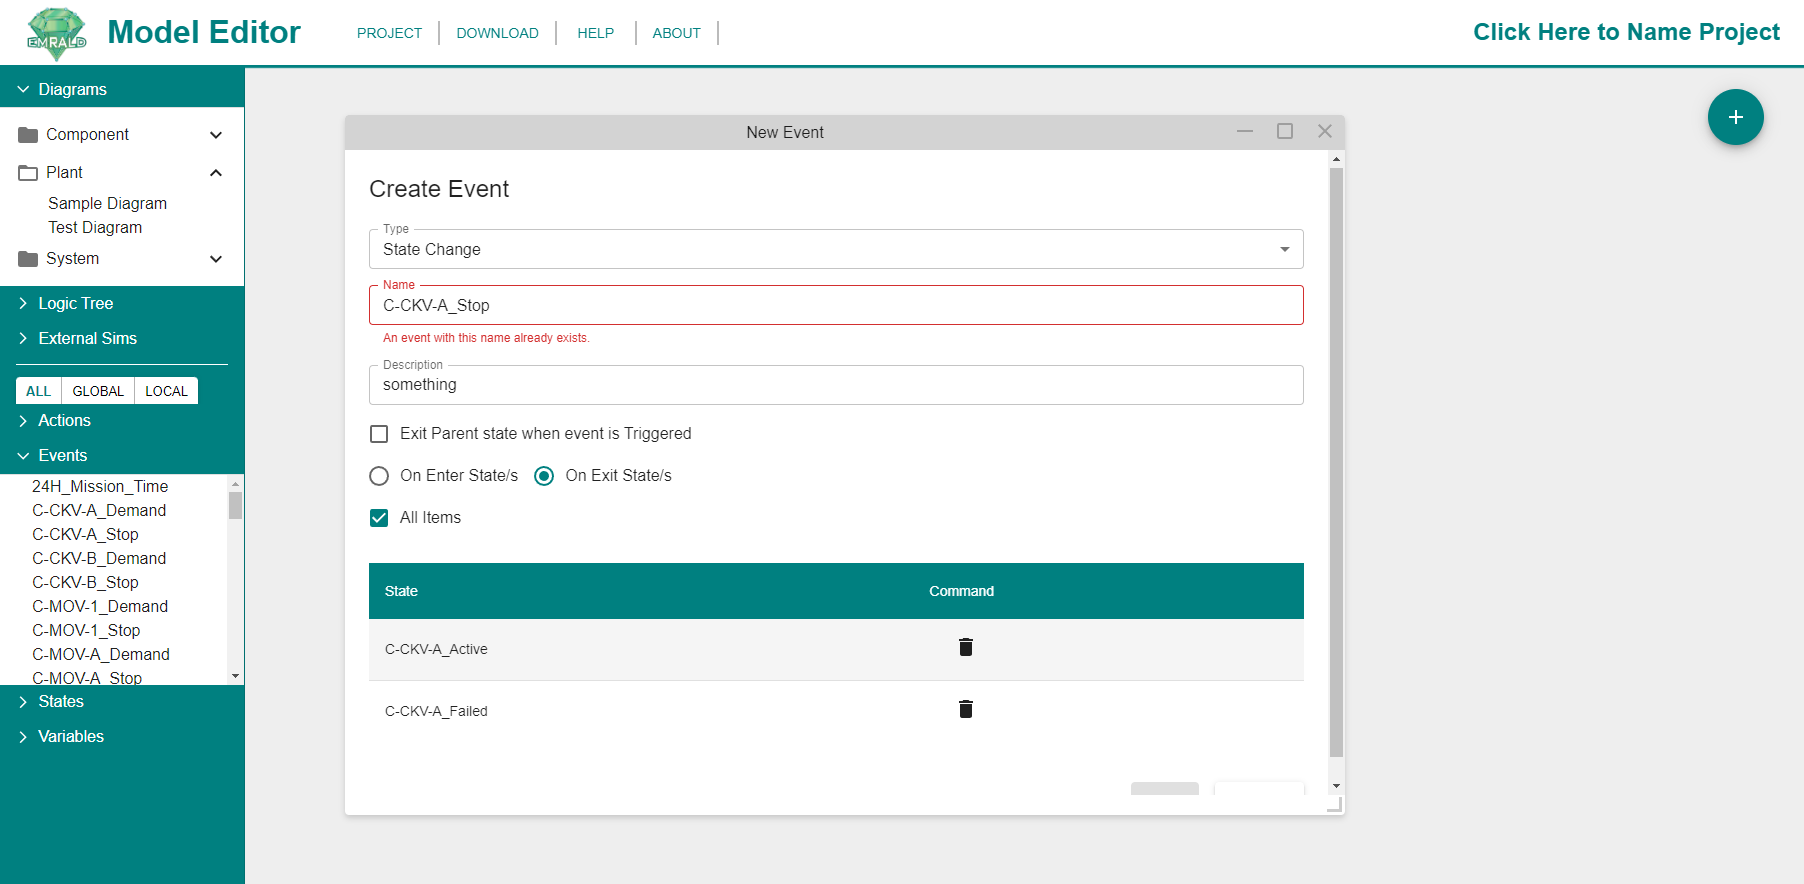 EMRALD
Model Editor
PROJECT
DOWNLOAD
HELP
ABOUT
Click Here to Name Project
Diagrams
Component
Plant
Sample Diagram
Test Diagram
System
Logic Tree
External Sims
ALL
GLOBAL
LOCAL
Actions
Events
24H_Mission_Time
C-CKV-A_Demand
C-CKV-A_Stop
C-CKV-B_Demand
C-CKV-B_Stop
C-MOV-1_Demand
C-MOV-1_Stop
C-MOV-A_Demand
C-MOV-A_Stop
States
Variables
New Event
Create Event
Type
State Change
Name
C-CKV-A_Stop
An event with this name already exists.
Description
something
Exit Parent state when event is Triggered
On Enter State/s
On Exit State/s
All Items
State
Command
C-CKV-A_Active
C-CKV-A_Failed